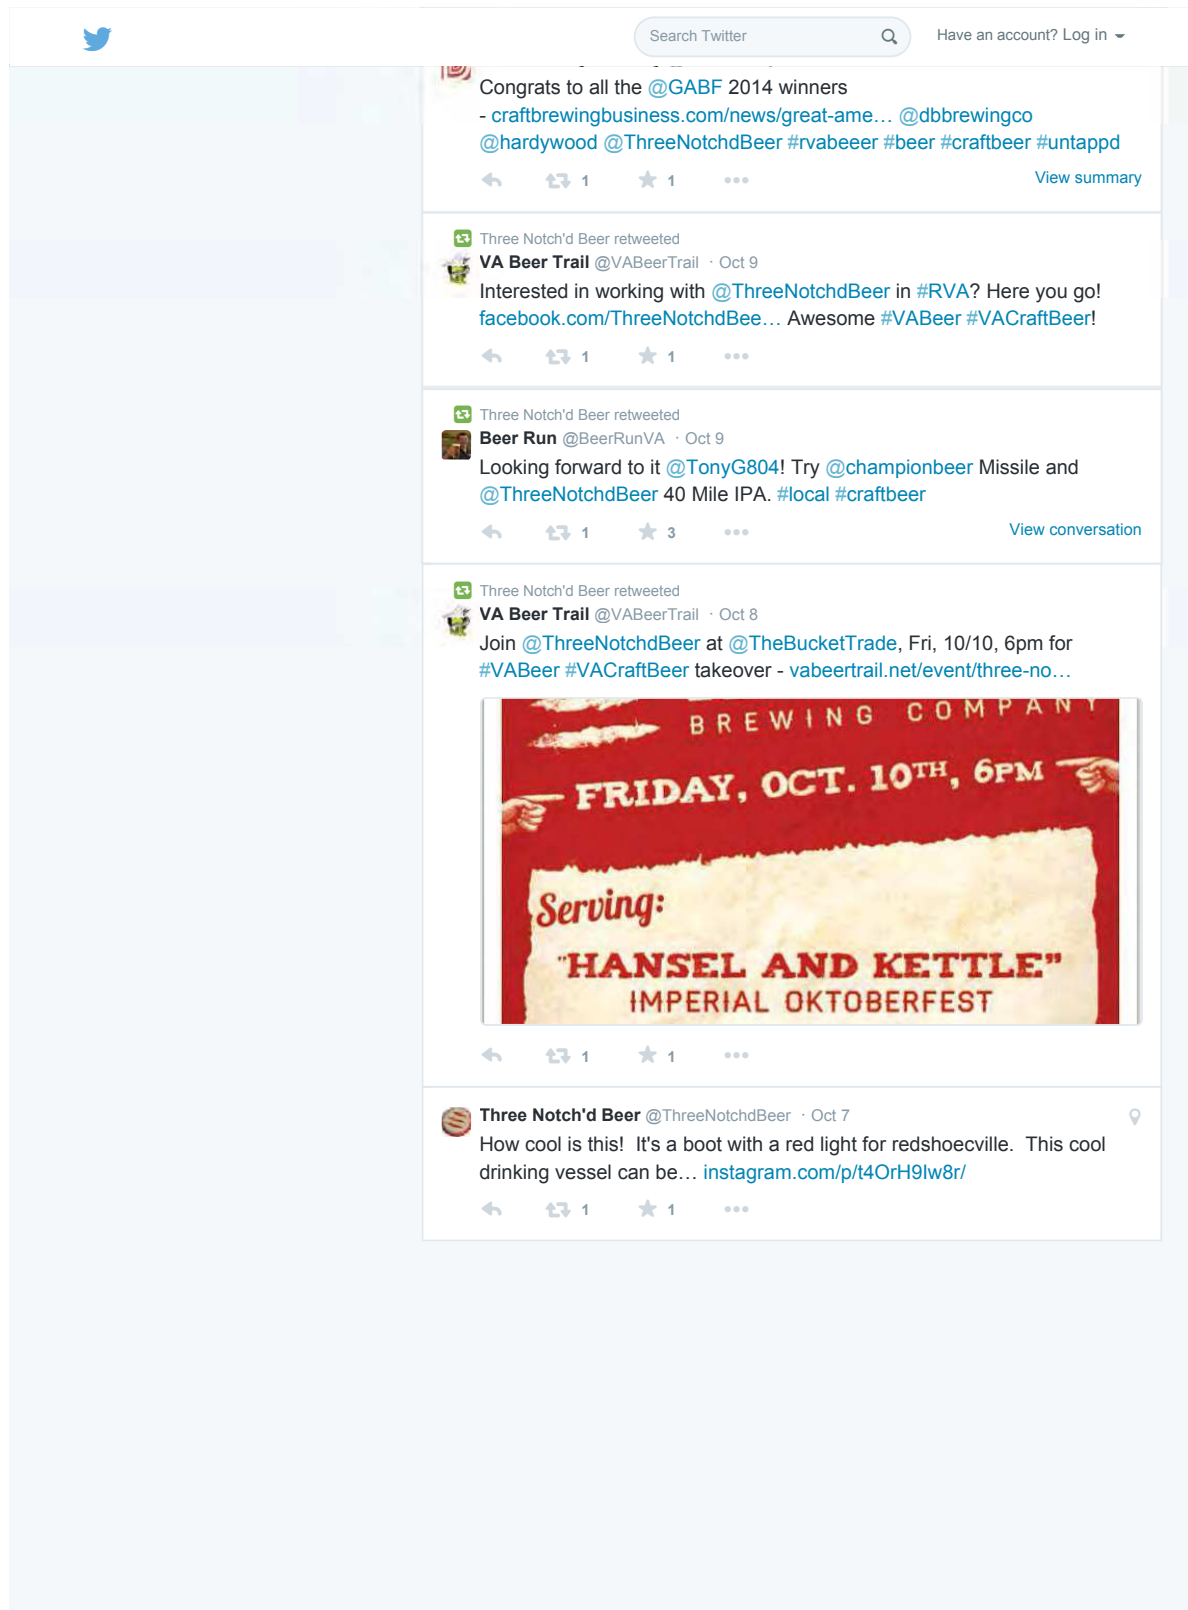 Search Twitter
Have an account? Log in
Congrats to all the @GABF 2014 winners
- craftbrewingbusiness.com/news/great-ame… @dbbrewingco
@hardywood @ThreeNotchdBeer #rvabeeer #beer #craftbeer #untappd
1 1 View summary
Three Notch'd Beer retweeted
VA Beer Trail @VABeerTrail · Oct 9
Interested in working with @ThreeNotchdBeer in #RVA? Here you go!
facebook.com/ThreeNotchdBee… Awesome #VABeer #VACraftBeer!
1 1
Three Notch'd Beer retweeted
Beer Run @BeerRunVA · Oct 9
Looking forward to it @TonyG804! Try @championbeer Missile and
@ThreeNotchdBeer 40 Mile IPA. #local #craftbeer
1 3 View conversation
Three Notch'd Beer retweeted
VA Beer Trail @VABeerTrail · Oct 8
Join @ThreeNotchdBeer at @TheBucketTrade, Fri, 10/10, 6pm for
#VABeer #VACraftBeer takeover - vabeertrail.net/event/three-no…
BREWING COMPANY
FRIDAY, OCT. 10TH, 6PM
Serving:
"HANSEL AND KETTLE"
IMPERIAL OKTOBERFEST
1 1
Three Notch'd Beer @ThreeNotchdBeer · Oct 7
How cool is this!  It's a boot with a red light for redshoecville.  This cool
drinking vessel can be… instagram.com/p/t4OrH9Iw8r/
1 1